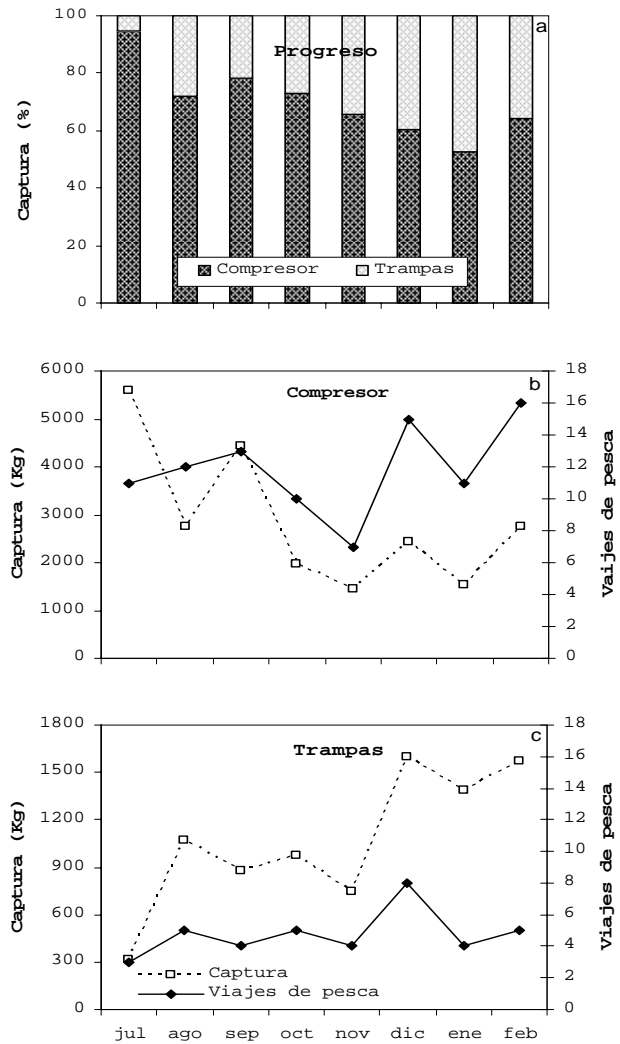 100
a
Progreso
80
60
40
20
0
Captura (%)
Compresor Trampas
6000 18
b
Compresor
5000 16
4000 14
3000 12
2000 10
1000 8
0 6
4
2
0
Captura (Kg)
Vaijes de pesca
1800 18
c
Trampas
1500 16
1200 14
900 12
600 10
300 8
0 6
4
2
0
Captura (Kg)
Viajes de pesca
Captura
Viajes de pesca
jul ago sep oct nov dic ene feb